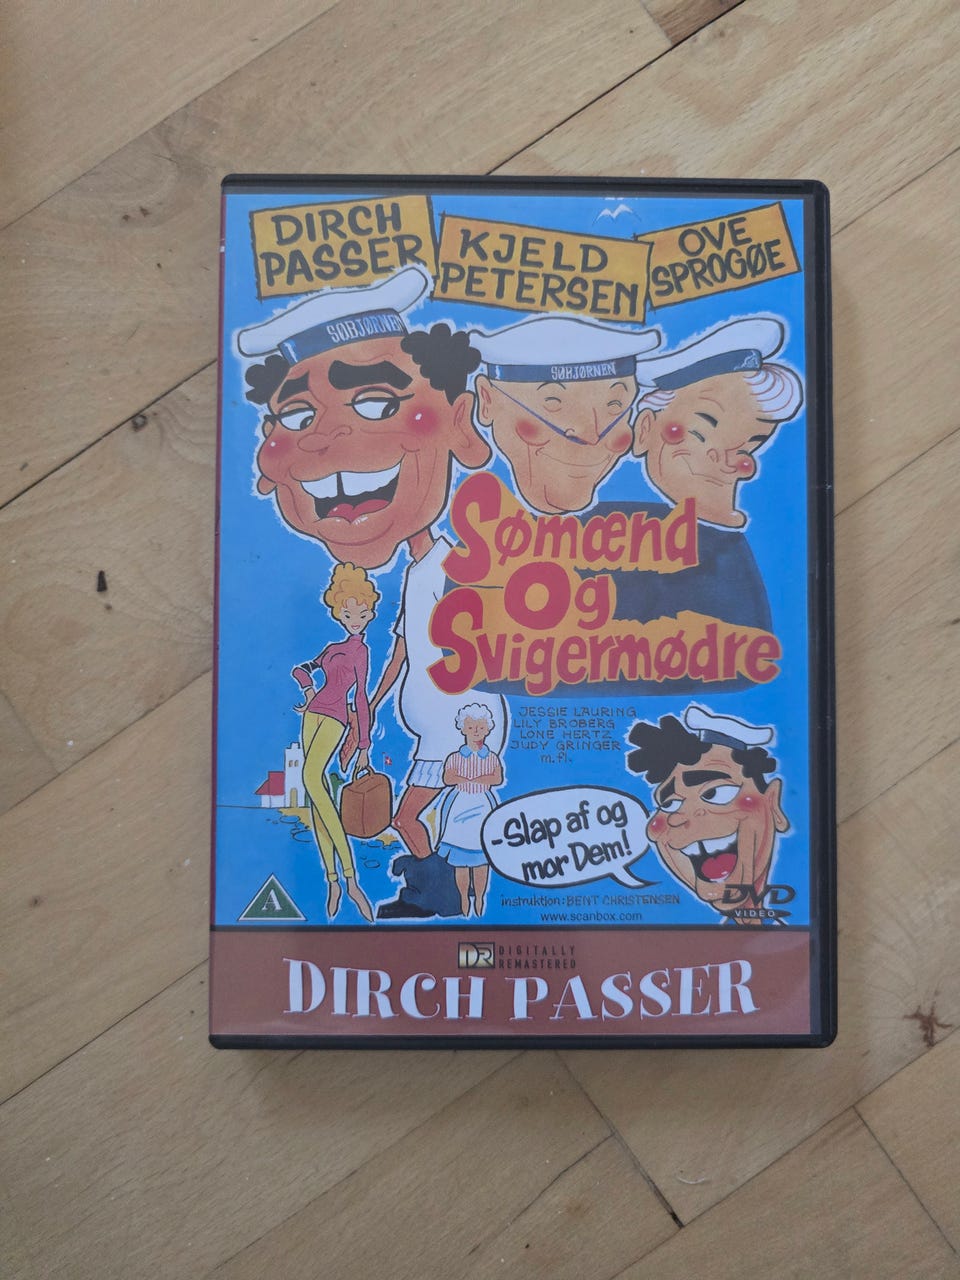 DIRCH
PASSER
KJELD
PETERSEN
OVE
SPROGØE
SØBJØRNEN
SØBJØRNEN
Sømænd
og
Svigermødre
JESSIE LAURING
LILY BROBERG
LONE HERTZ
JUDY GRINGER
m.fl.
-Slap af og
mor Dem!
instruktion: BENT CHRISTENSEN
www.scanbox.com
A
DVD
VIDEO
DR DIGITALLY
REMASTERED
DIRCH PASSER